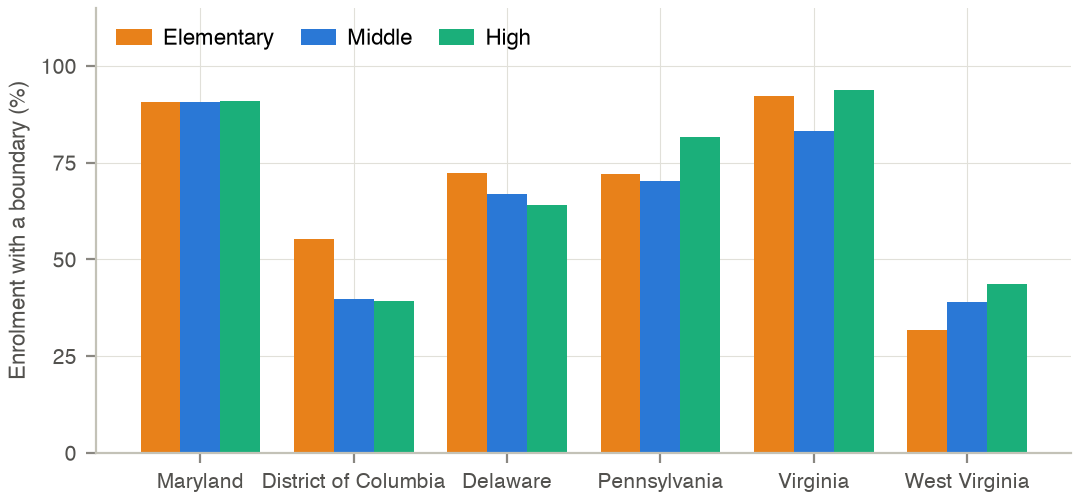 Elementary Middle High
Enrolment with a boundary (%)
100
75
50
25
0
Maryland District of Columbia Delaware Pennsylvania Virginia West Virginia